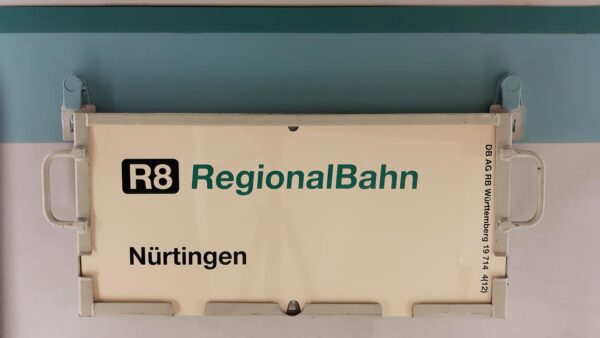 R8 RegionalBahn
Nürtingen
DB AG RB Württemberg 19 714 4(12)